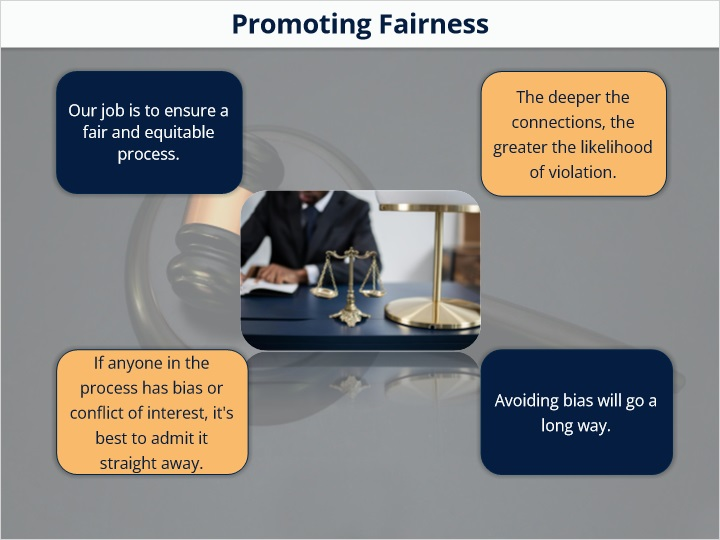 Promoting Fairness
Our job is to ensure a
fair and equitable
process.
The deeper the
connections, the
greater the likelihood
of violation.
If anyone in the
process has bias or
conflict of interest, it's
best to admit it
straight away.
Avoiding bias will go a
long way.